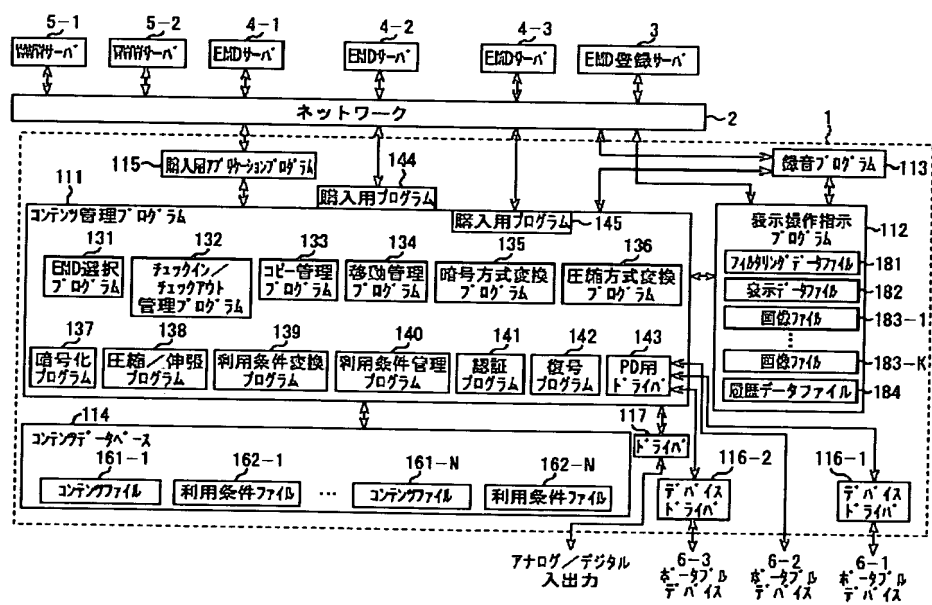 5-1
5-2
4-1
4-2
4-3
3
WWWサーバ
WWWサーバ
EMDサーバ
EMDサーバ
EMDサーバ
EMD登録サーバ
ネットワーク
2
1
115
購入用アプリケーションプログラム
144
購入用プログラム
購入用プログラム
145
録音プログラム
113
111
コンテンツ管理プログラム
131
EMD選択
プログラム
132
チェックイン/
チェックアウト
管理プログラム
133
コピー管理
プログラム
134
移動管理
プログラム
135
暗号方式変換
プログラム
136
圧縮方式変換
プログラム
137
暗号化
プログラム
138
圧縮/伸張
プログラム
139
利用条件変換
プログラム
140
利用条件管理
プログラム
141
認証
プログラム
142
復号
プログラム
143
PD用
ドライバ
表示操作指示
プログラム
112
フィルタリングデータファイル
181
表示データファイル
182
画像ファイル
183-1
画像ファイル
183-K
履歴データファイル
184
114
コンテンツデータベース
161-1
コンテンツファイル
162-1
利用条件ファイル
…
161-N
コンテンツファイル
162-N
利用条件ファイル
117
ドライバ
116-2
デバイス
ドライバ
116-1
デバイス
ドライバ
アナログ/デジタル
入出力
6-3
ポータブル
デバイス
6-2
ポータブル
デバイス
6-1
ポータブル
デバイス